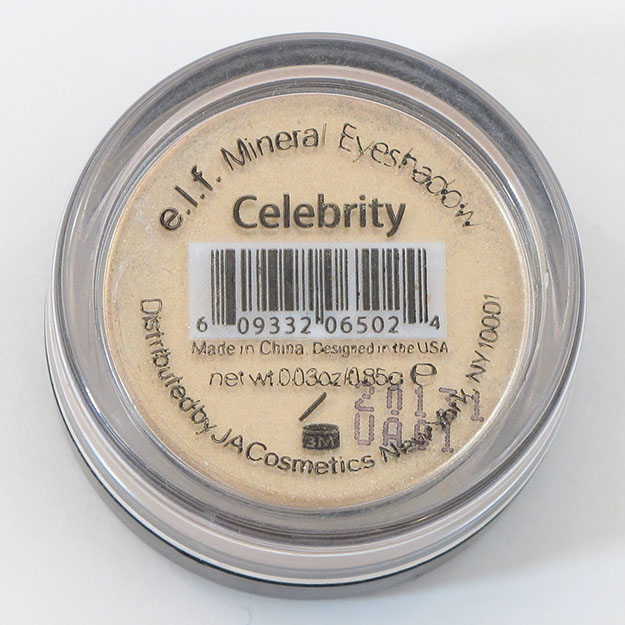 e.l.f. Mineral Eyeshadow
Celebrity
6 09332 06502 4
Made in China. Designed in the USA
net wt. 0.03oz/0.85g e
3M
Distributed by JA Cosmetics New York, NY 10001